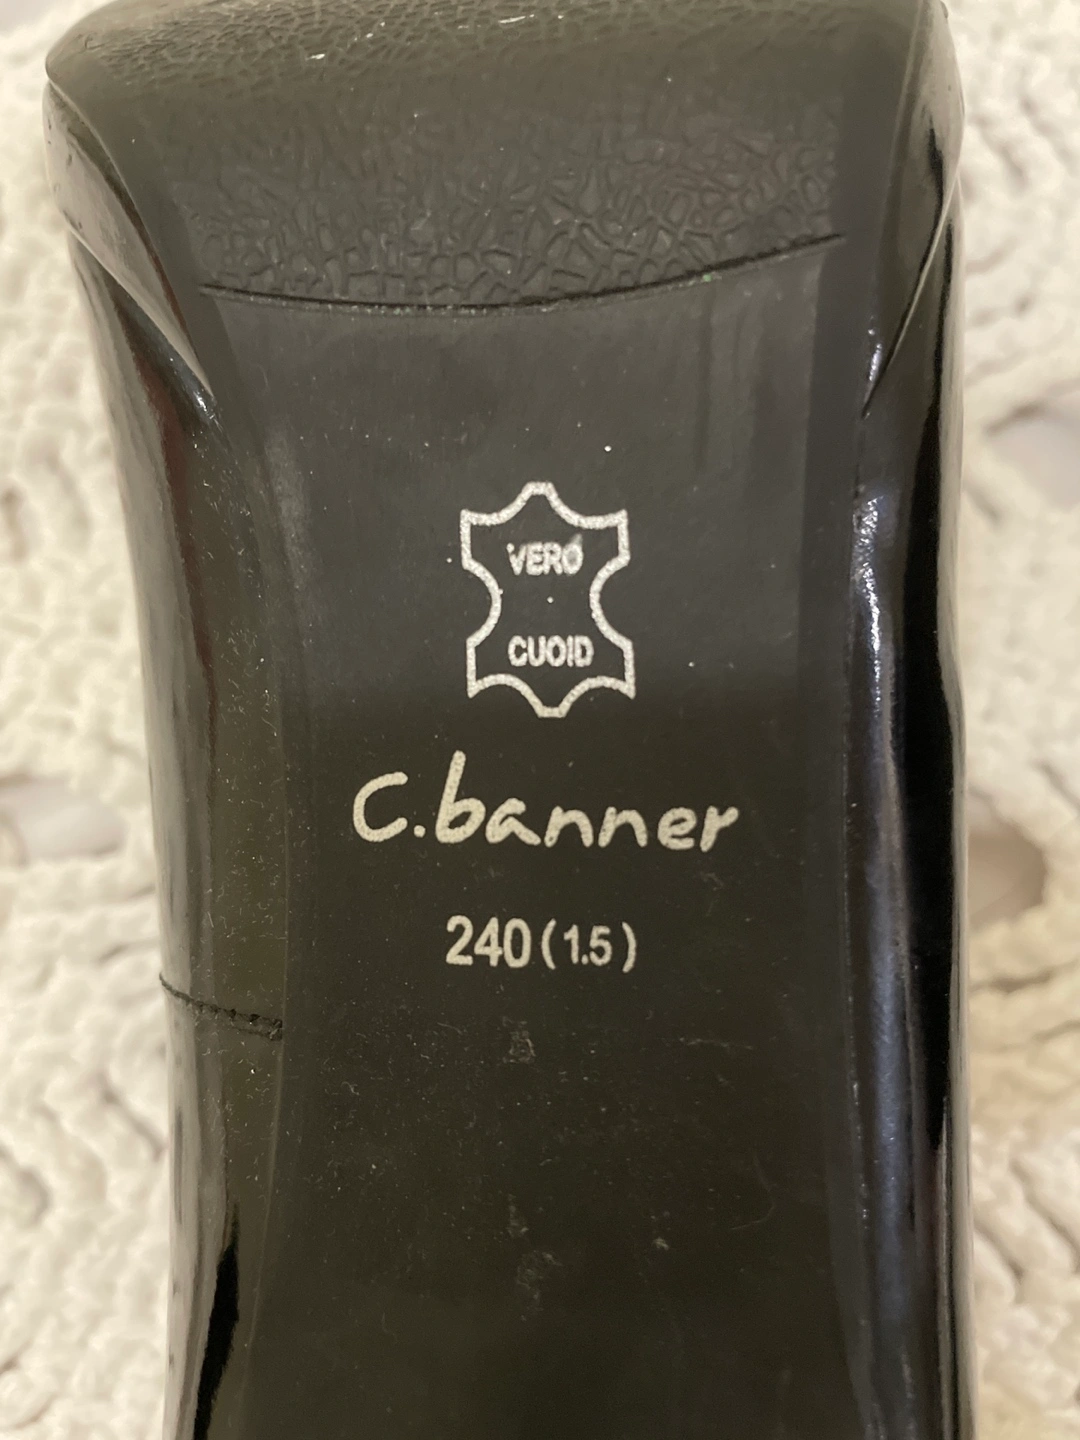 VERO
CUOID
C.banner
240(1.5)